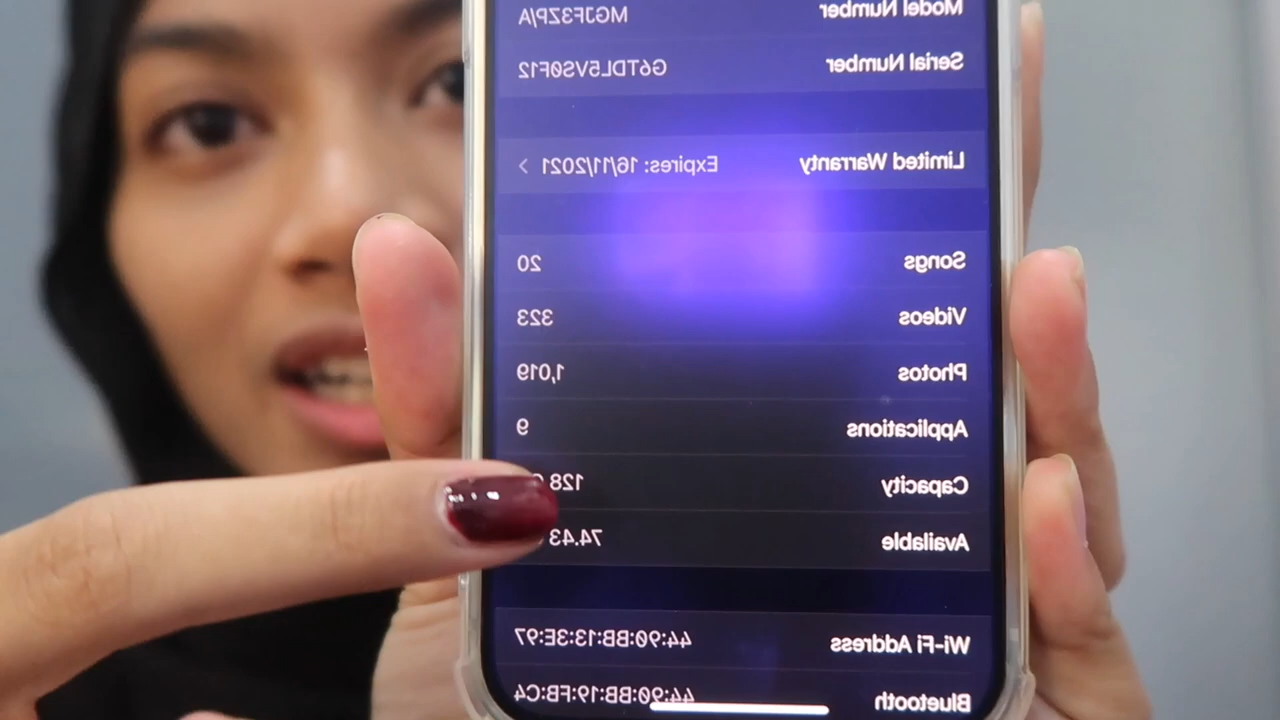 Model Number MGJF3ZP/A
Serial Number G6TDL5VS0F12
Limited Warranty Expires: 16/11/2021 >
Songs 20
Videos 323
Photos 1,019
Applications 9
Capacity 128
Available 74.43
Wi-Fi Address 44:90:BB:13:3E:97
Bluetooth 44:90:BB:19:FB:C4